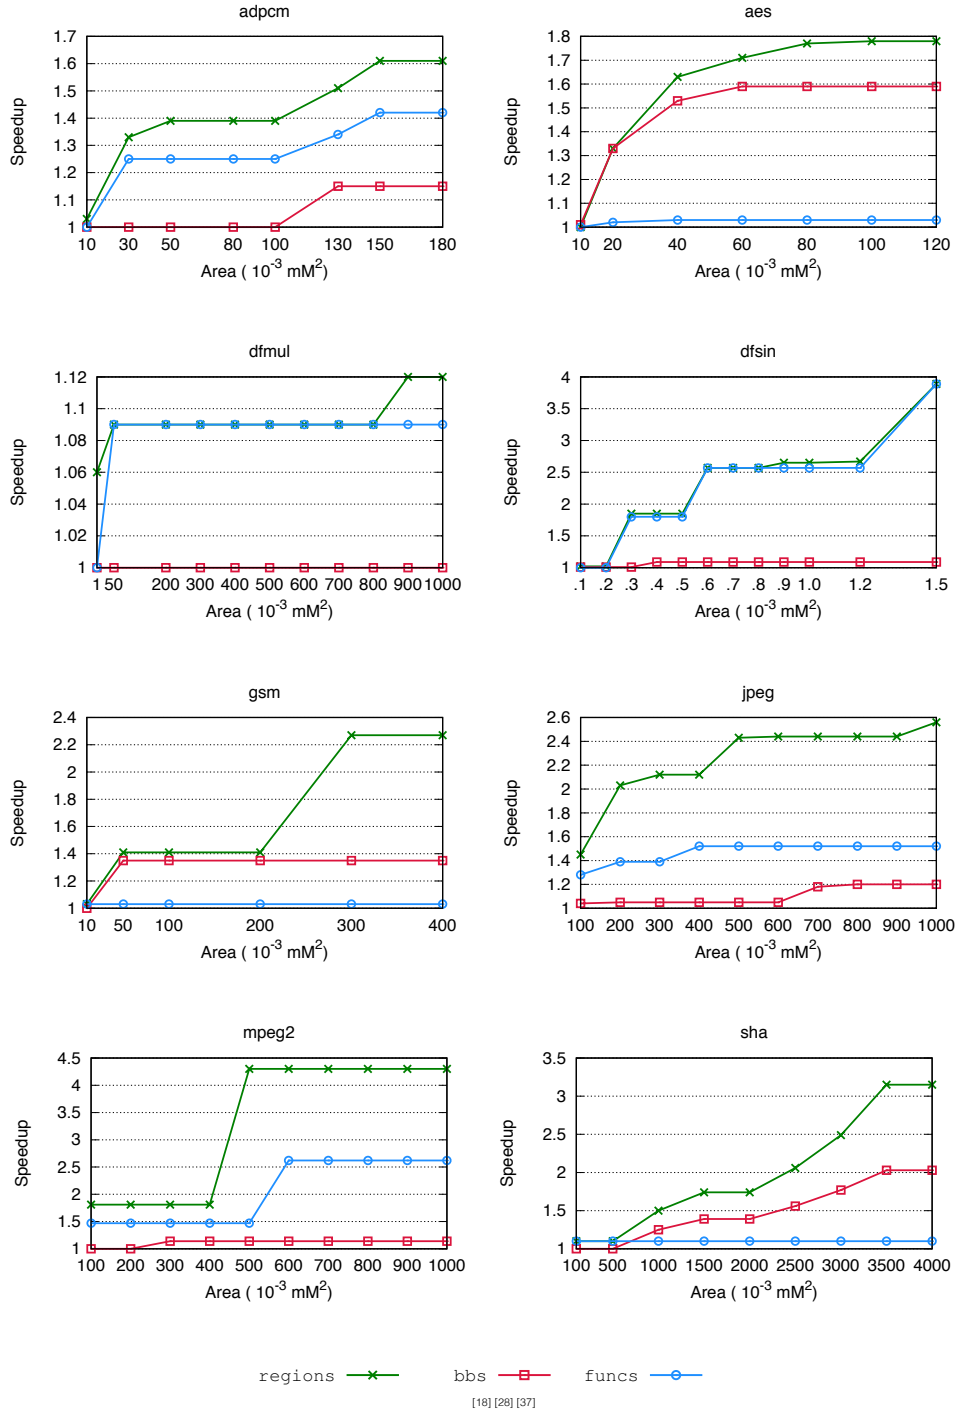 adpcm
1.7
1.6
1.5
1.4
1.3
1.2
1.1
1
Speedup
10 30 50 80 100 130 150 180
Area ( 10-3 mM2)
aes
1.8
1.7
1.6
1.5
1.4
1.3
1.2
1.1
1
Speedup
10 20 40 60 80 100 120
Area ( 10-3 mM2)
dfmul
1.12
1.1
1.08
1.06
1.04
1.02
1
Speedup
1 50 200 300 400 500 600 700 800 900 1000
Area ( 10-3 mM2)
dfsin
4
3.5
3
2.5
2
1.5
1
Speedup
.1 .2 .3 .4 .5 .6 .7 .8 .9 1.0 1.2 1.5
Area ( 10-3 mM2)
gsm
2.4
2.2
2
1.8
1.6
1.4
1.2
1
Speedup
10 50 100 200 300 400
Area ( 10-3 mM2)
jpeg
2.6
2.4
2.2
2
1.8
1.6
1.4
1.2
1
Speedup
100 200 300 400 500 600 700 800 900 1000
Area ( 10-3 mM2)
mpeg2
4.5
4
3.5
3
2.5
2
1.5
1
Speedup
100 200 300 400 500 600 700 800 900 1000
Area ( 10-3 mM2)
sha
3.5
3
2.5
2
1.5
1
Speedup
100 500 1000 1500 2000 2500 3000 3500 4000
Area ( 10-3 mM2)
regions bbs funcs
[18] [28] [37]